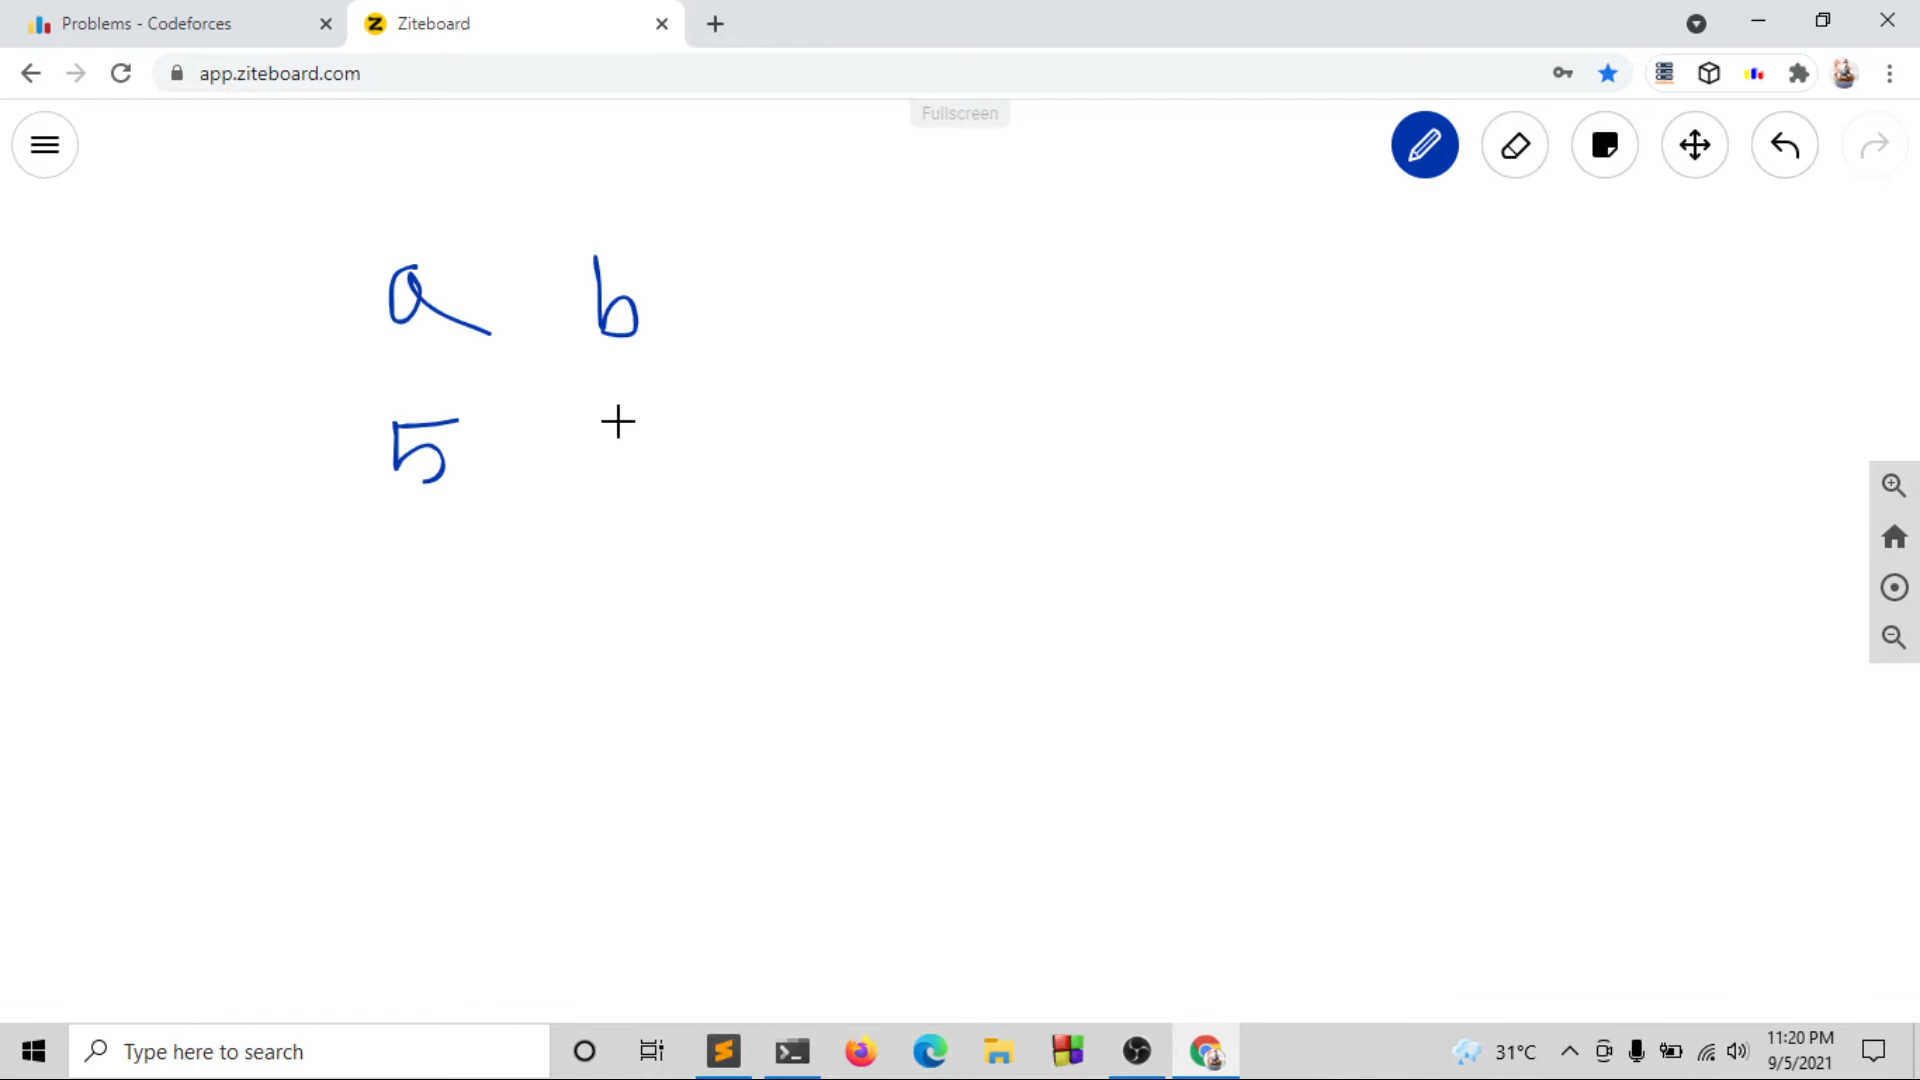 Problems - Codeforces
Ziteboard
app.ziteboard.com
Fullscreen
a b
5
Type here to search
31°C
11:20 PM
9/5/2021